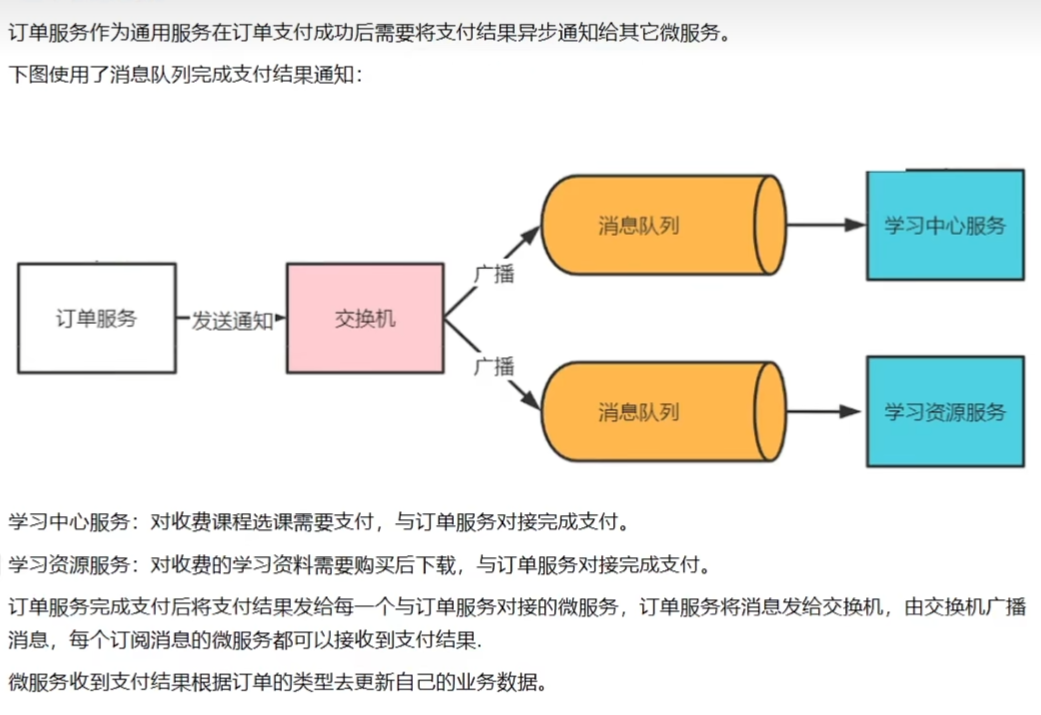 订单服务作为通用服务在订单支付成功后需要将支付结果异步通知给其它微服务。
下图使用了消息队列完成支付结果通知：
消息队列
学习中心服务
广播
订单服务
发送通知
交换机
广播
消息队列
学习资源服务
学习中心服务：对收费课程选课需要支付，与订单服务对接完成支付。
学习资源服务：对收费的学习资料需要购买后下载，与订单服务对接完成支付。
订单服务完成支付后将支付结果发给每一个与订单服务对接的微服务，订单服务将消息发给交换机，由交换机广播
消息，每个订阅消息的微服务都可以接收到支付结果.
微服务收到支付结果根据订单的类型去更新自己的业务数据。